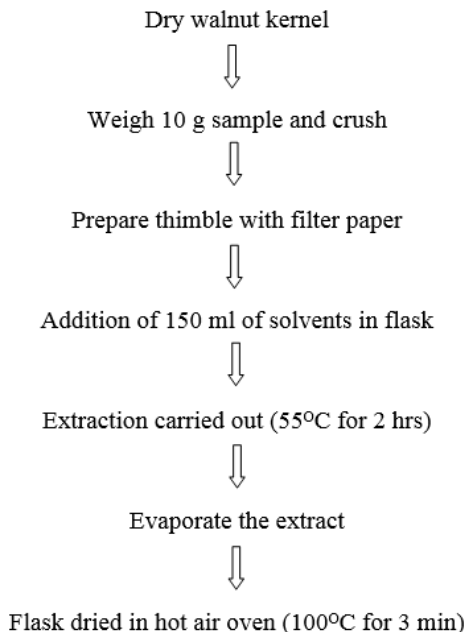 Dry walnut kernel
Weigh 10 g sample and crush
Prepare thimble with filter paper
Addition of 150 ml of solvents in flask
Extraction carried out (55⁰C for 2 hrs)
Evaporate the extract
Flask dried in hot air oven (100⁰C for 3 min)